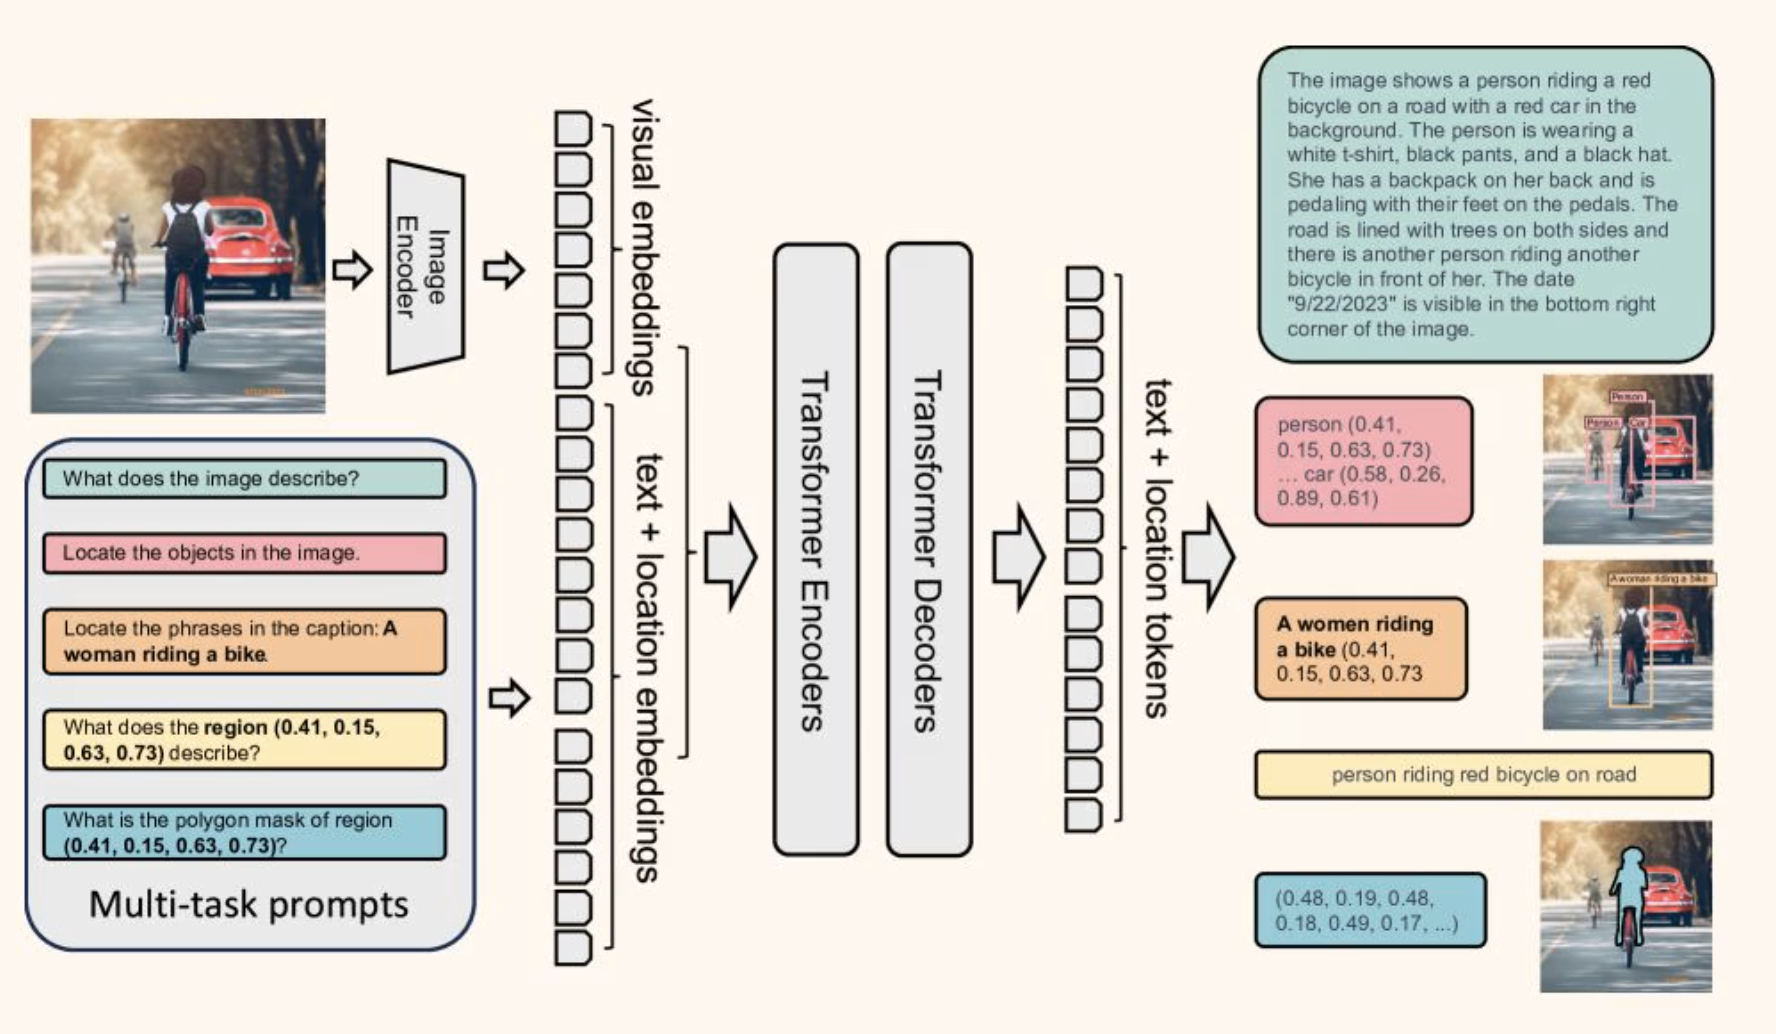 Image
Encoder
visual embeddings
What does the image describe?
Locate the objects in the image.
Locate the phrases in the caption: A
woman riding a bike.
What does the region (0.41, 0.15,
0.63, 0.73) describe?
What is the polygon mask of region
(0.41, 0.15, 0.63, 0.73)?
Multi-task prompts
text + location embeddings
Transformer Encoders
Transformer Decoders
text + location tokens
The image shows a person riding a red
bicycle on a road with a red car in the
background. The person is wearing a
white t-shirt, black pants, and a black hat.
She has a backpack on her back and is
pedaling with their feet on the pedals. The
road is lined with trees on both sides and
there is another person riding another
bicycle in front of her. The date
"9/22/2023" is visible in the bottom right
corner of the image.
person (0.41,
0.15, 0.63, 0.73)
... car (0.58, 0.26,
0.89, 0.61)
Person
Person Car
A women riding
a bike (0.41,
0.15, 0.63, 0.73
A woman riding a bike
person riding red bicycle on road
(0.48, 0.19, 0.48,
0.18, 0.49, 0.17, ...)